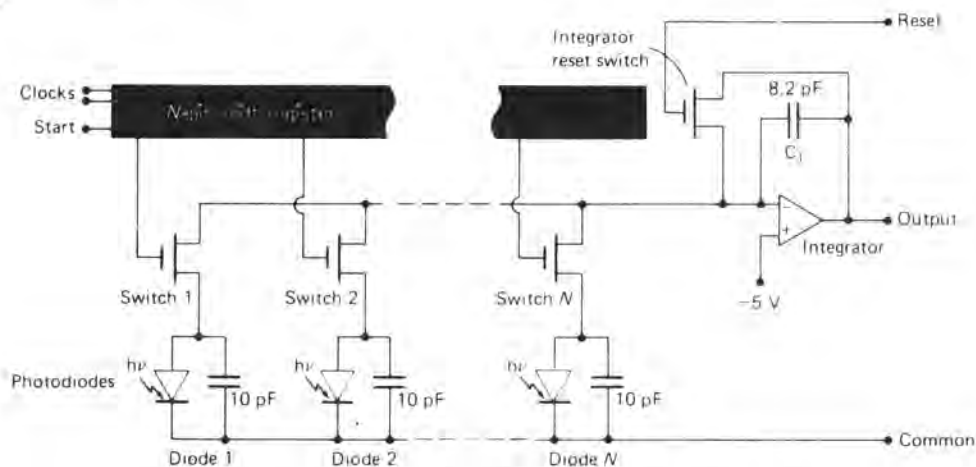 Reset
Integrator
reset switch
Clocks
8.2 pF
Start
C₁
Output
Integrator
Switch 1
Switch 2
Switch N
−5 V
hν
hν
hν
Photodiodes
10 pF
10 pF
10 pF
Common
Diode 1
Diode 2
Diode N